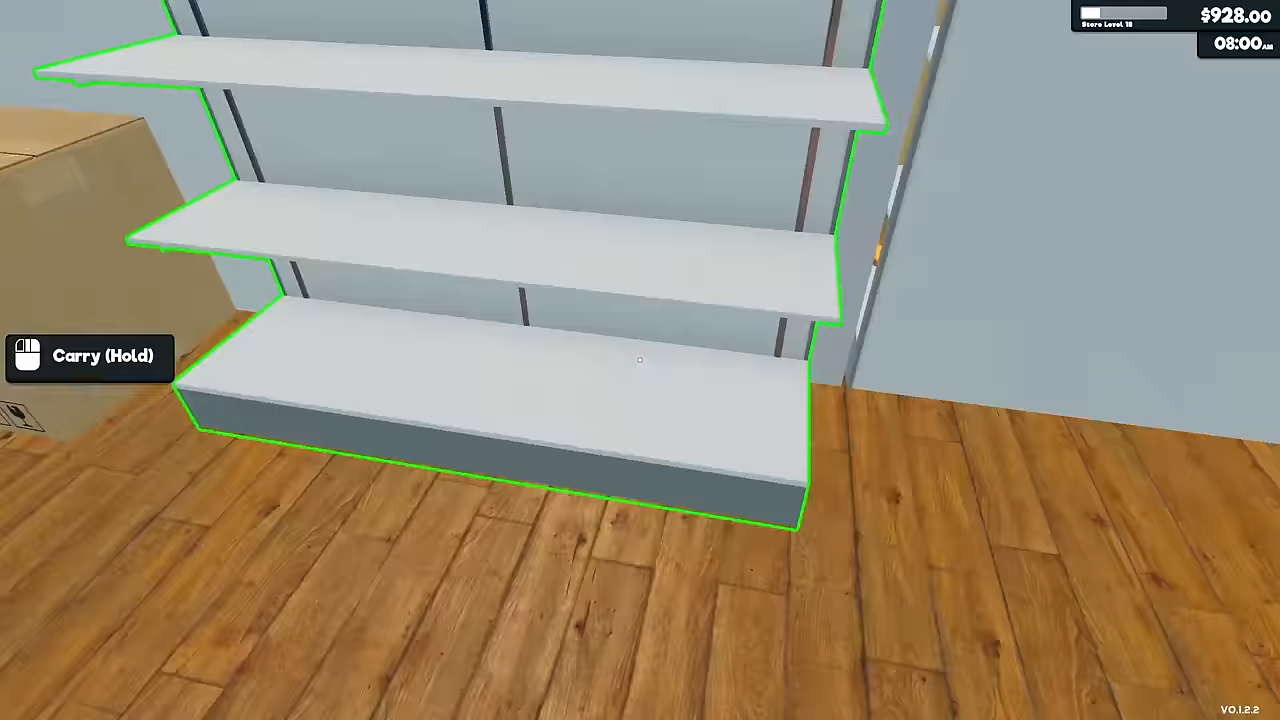 $928.00
Store Level 18
08:00AM
Carry (Hold)
V0.1.2.2